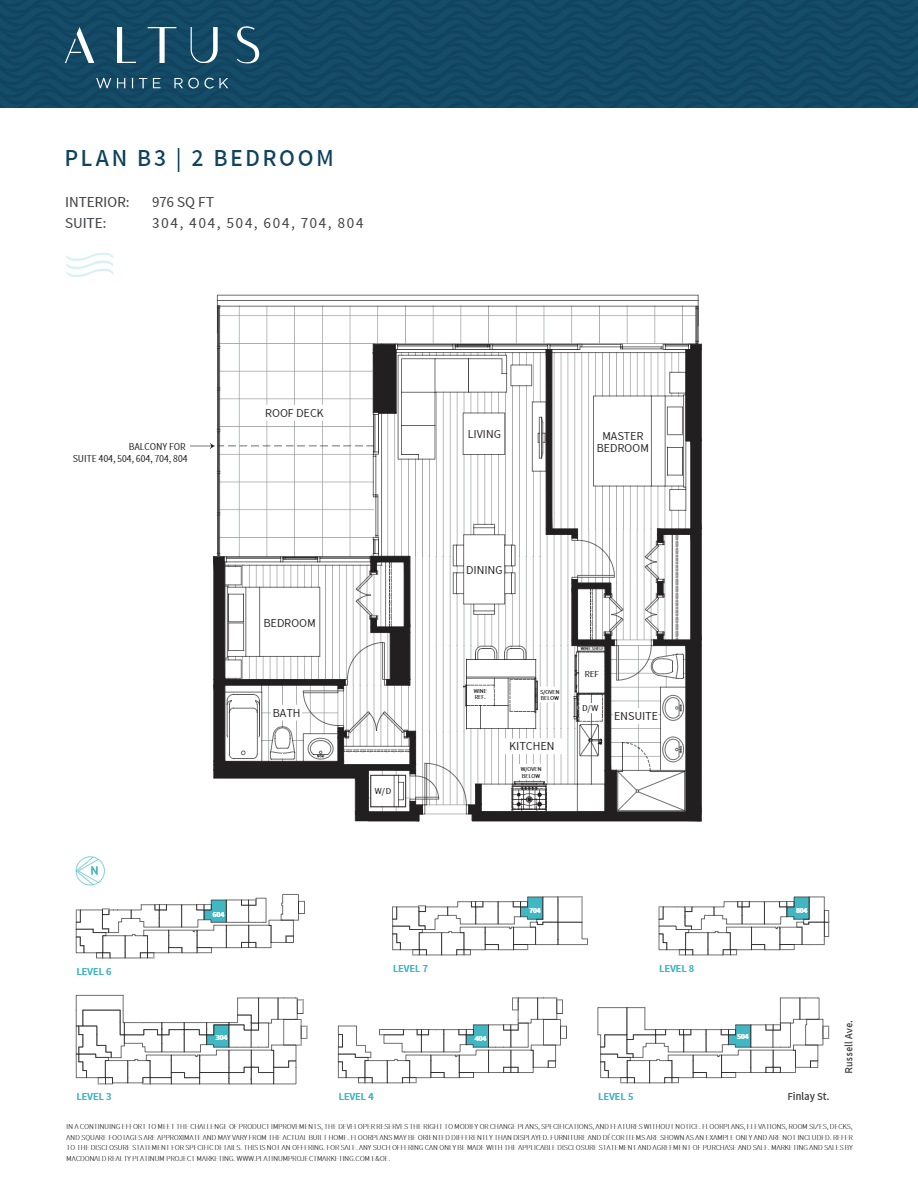 ALTUS
WHITE ROCK
PLAN B3 | 2 BEDROOM
INTERIOR: 976 SQ FT
SUITE: 304, 404, 504, 604, 704, 804
ROOF DECK
BALCONY FOR
SUITE 404, 504, 604, 704, 804
LIVING
MASTER
BEDROOM
DINING
BEDROOM
WINE SHELF
REF
WINE
REF.
S/OVEN
BELOW
D/W
BATH
ENSUITE
KITCHEN
W/OVEN
BELOW
W/D
N
604
LEVEL 6
704
LEVEL 7
804
LEVEL 8
304
LEVEL 3
404
LEVEL 4
504
LEVEL 5
Russell Ave.
Finlay St.
IN A CONTINUING EFFORT TO MEET THE CHALLENGE OF PRODUCT IMPROVEMENTS, THE DEVELOPER RESERVES THE RIGHT TO MODIFY OR CHANGE PLANS, SPECIFICATIONS, AND FEATURES WITHOUT NOTICE. FLOORPLANS, ELEVATIONS, ROOM SIZES, DECKS,
AND SQUARE FOOTAGES ARE APPROXIMATE AND MAY VARY FROM THE ACTUAL BUILT HOME. FLOORPLANS MAY BE ORIENTED DIFFERENTLY THAN DISPLAYED. FURNITURE AND DÉCOR ITEMS ARE SHOWN AS AN EXAMPLE ONLY AND ARE NOT INCLUDED. REFER
TO THE DISCLOSURE STATEMENT FOR SPECIFIC DETAILS. THIS IS NOT AN OFFERING. FOR SALE. ANY SUCH OFFERING CAN ONLY BE MADE WITH THE APPLICABLE DISCLOSURE STATEMENT AND AGREEMENT OF PURCHASE AND SALE. MARKETING AND SALES BY
MACDONALD REALTY PLATINUM PROJECT MARKETING. WWW.PLATINUMPROJECTMARKETING.COM E&OE.